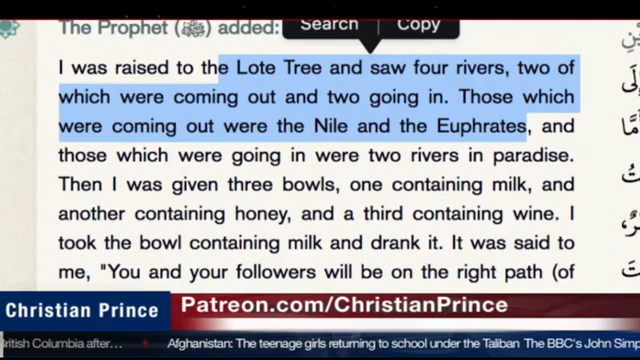 The Prophet (ﷺ) added:
Search Copy
I was raised to the Lote Tree and saw four rivers, two of
which were coming out and two going in. Those which
were coming out were the Nile and the Euphrates, and
those which were going in were two rivers in paradise.
Then I was given three bowls, one containing milk, and
another containing honey, and a third containing wine. I
took the bowl containing milk and drank it. It was said to
me, "You and your followers will be on the right path (of
Christian Prince
Patreon.com/ChristianPrince
British Columbia after... Afghanistan: The teenage girls returning to school under the Taliban The BBC's John Simp